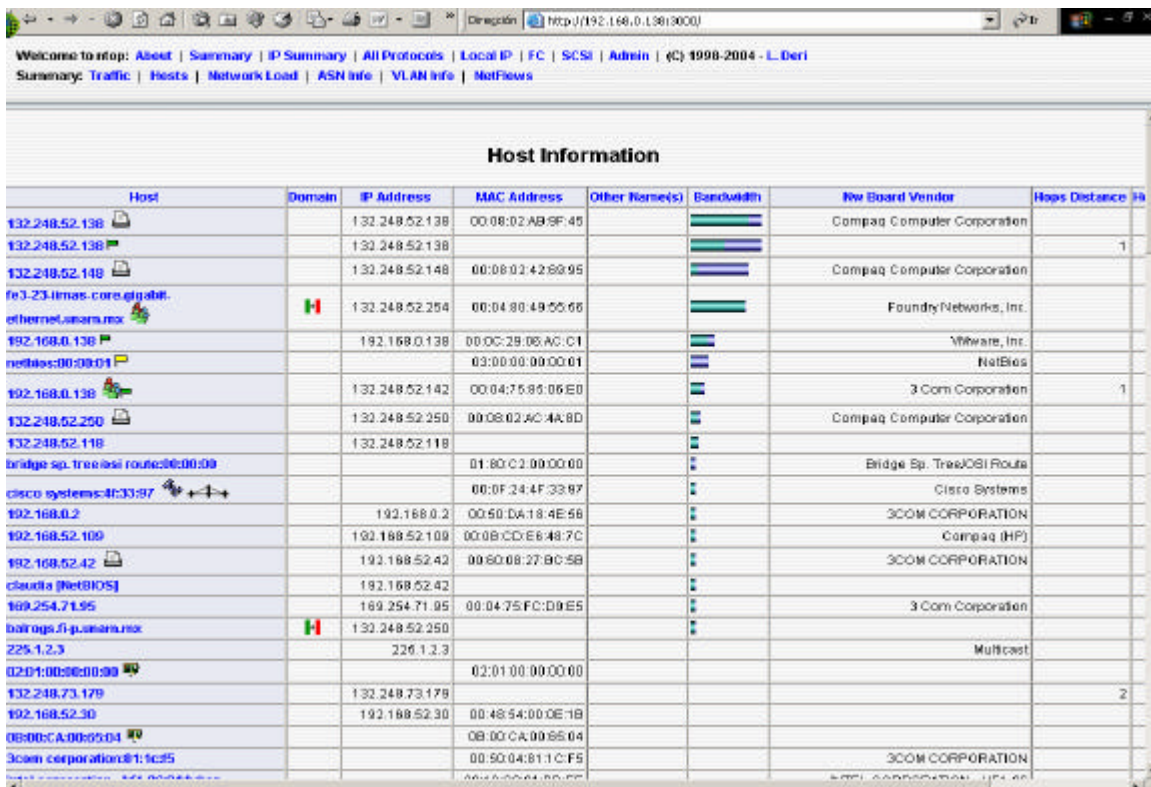 Dirección http://192.168.0.138:3000/ Ir
Welcome to ntop: About | Summary | IP Summary | All Protocols | Local IP | FC | SCSI | Admin | (C) 1998-2004 - L. Deri
Summary: Traffic | Hosts | Network Load | ASN Info | VLAN Info | NetFlows
Host Information
Host Domain IP Address MAC Address Other Name(s) Bandwidth Nw Board Vendor Hops Distance
132.248.52.138 132.248.52.138 00:08:02:AB:9F:45 Compaq Computer Corporation
132.248.52.138 132.248.52.138 1
132.248.52.148 132.248.52.148 00:08:02:42:69:95 Compaq Computer Corporation
fe3-23-iimas-core.gigabit-
ethernet.unam.mx 132.248.52.254 00:04:80:49:55:66 Foundry Networks, Inc.
192.168.0.138 192.168.0.138 00:0C:29:06:AC:C1 VMware, Inc.
netbios:00:00:01 03:00:00:00:00:01 NetBios
192.168.0.138 132.248.52.142 00:04:75:85:06:E0 3 Com Corporation 1
132.248.52.250 132.248.52.250 00:08:02:AC:4A:8D Compaq Computer Corporation
132.248.52.118 132.248.52.118
bridge sp. tree/osi route:00:00:00 01:80:C2:00:00:00 Bridge Sp. Tree/OSI Route
cisco systems:4f:33:97 00:0F:24:4F:33:97 Cisco Systems
192.168.0.2 192.168.0.2 00:50:DA:18:4E:56 3COM CORPORATION
192.168.52.109 192.168.52.109 00:0B:CD:E6:48:7C Compaq (HP)
192.168.52.42 192.168.52.42 00:60:08:27:BC:5B 3COM CORPORATION
claudia [NetBIOS] 192.168.52.42
169.254.71.95 169.254.71.95 00:04:75:FC:D9:E5 3 Com Corporation
balrogs.fi-p.unam.mx 132.248.52.250
225.1.2.3 225.1.2.3 Multicast
02:01:00:00:00:00 02:01:00:00:00:00
132.248.73.179 132.248.73.179 2
192.168.52.30 192.168.52.30 00:48:54:00:0E:1B
08:00:CA:00:65:04 08:00:CA:00:65:04
3com corporation:81:1c:f5 00:50:04:81:1C:F5 3COM CORPORATION